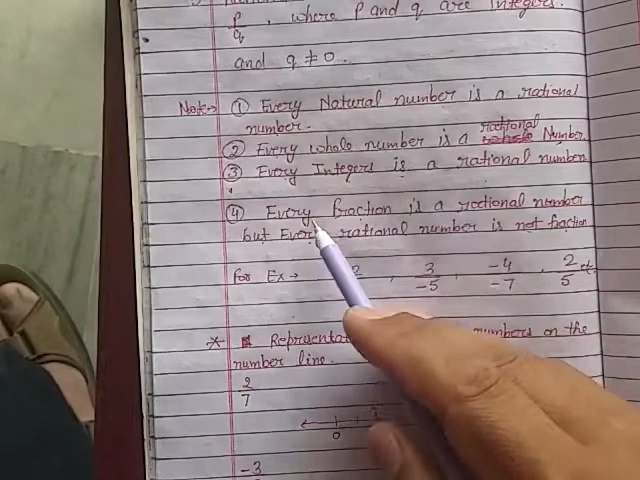 P/q , where P and q are Integers.
and q ≠ 0.
Note→ ① Every Natural number is a rational
number.
② Every whole number is a rational Number
③ Every Integers is a rational number
④ Every fraction is a rational number
but Every rational number is not fraction
for Ex→ 2 , 3/-5 , -4/-7 , 2/5 etc.
* Representat numbers on the
number line.
2/7
0
-3